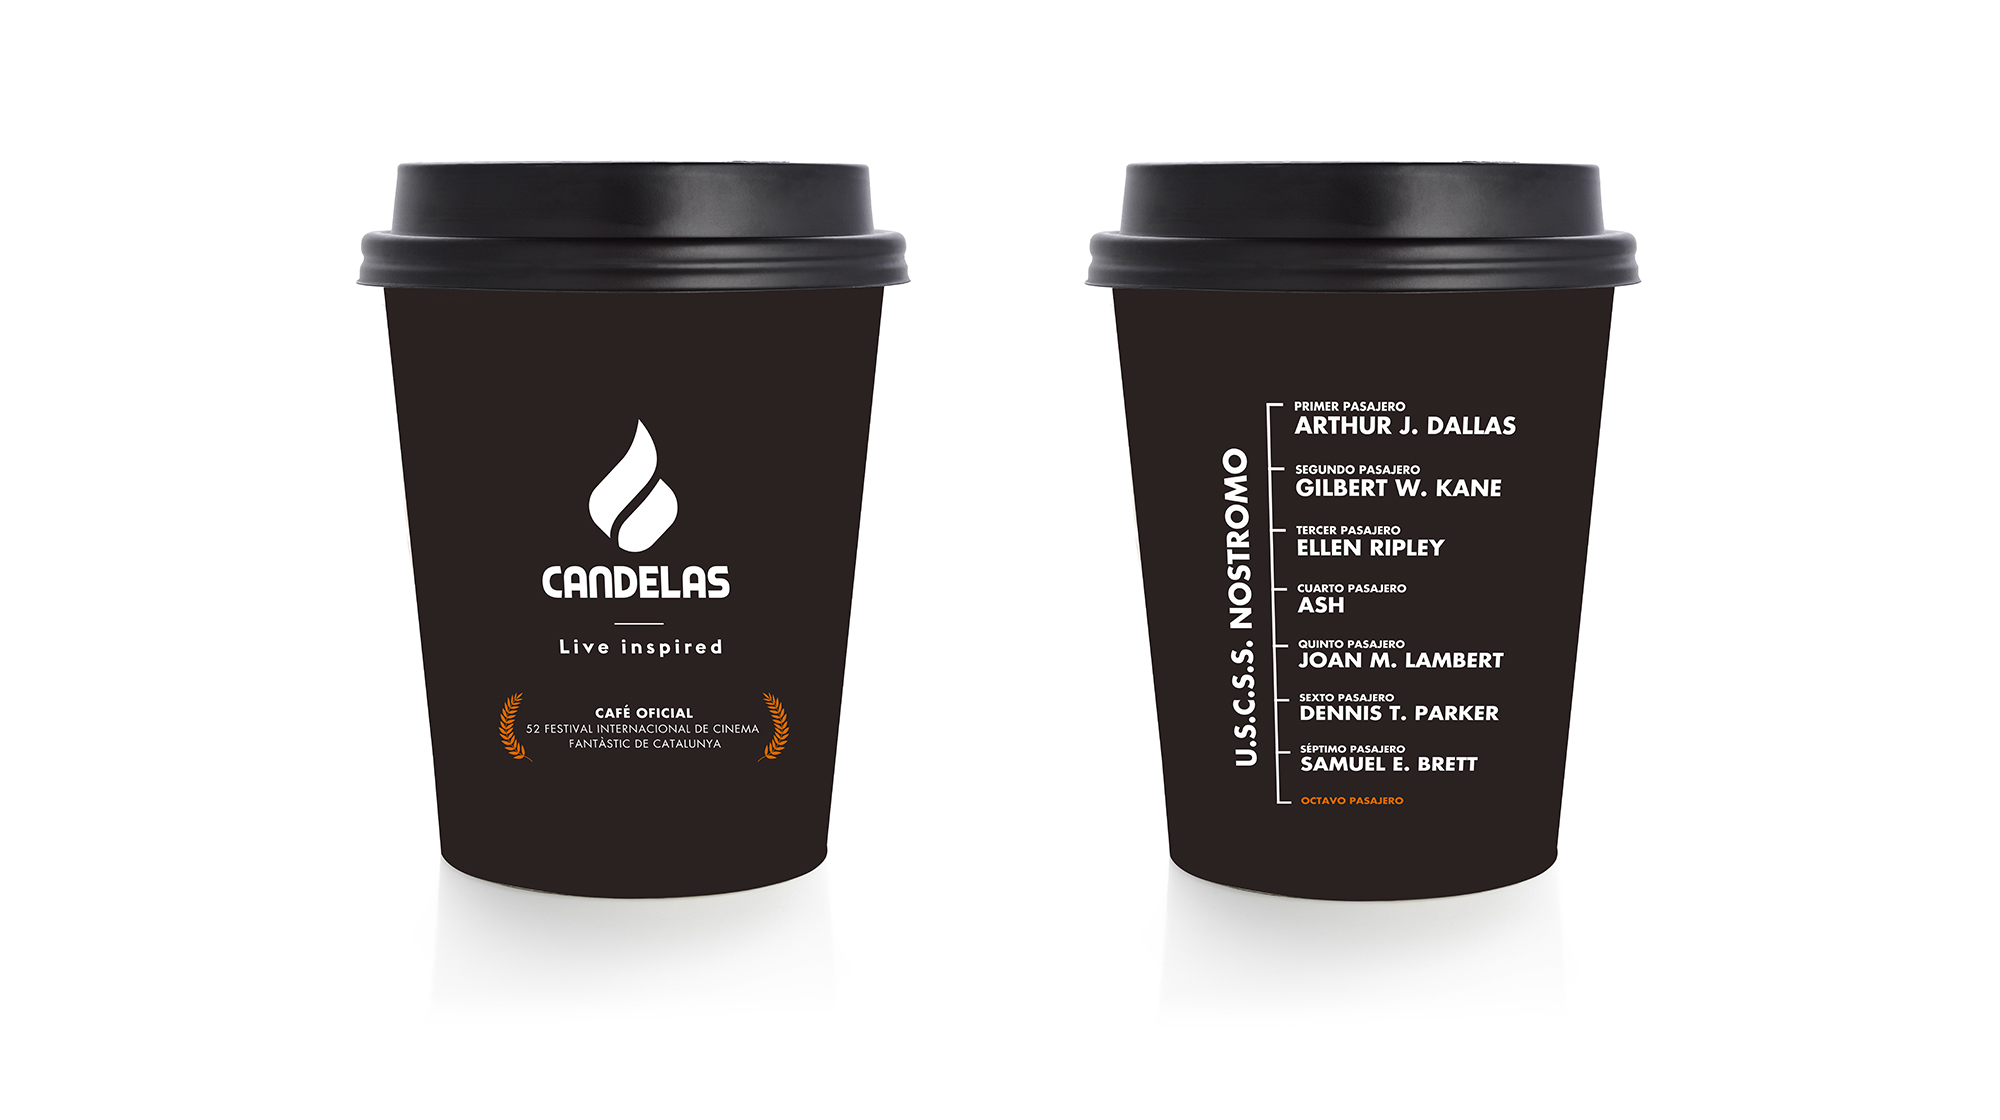 CANDELAS
Live inspired
CAFÉ OFICIAL
52 FESTIVAL INTERNACIONAL DE CINEMA
FANTÀSTIC DE CATALUNYA
U.S.C.S.S. NOSTROMO
PRIMER PASAJERO
ARTHUR J. DALLAS
SEGUNDO PASAJERO
GILBERT W. KANE
TERCER PASAJERO
ELLEN RIPLEY
CUARTO PASAJERO
ASH
QUINTO PASAJERO
JOAN M. LAMBERT
SEXTO PASAJERO
DENNIS T. PARKER
SÉPTIMO PASAJERO
SAMUEL E. BRETT
OCTAVO PASAJERO